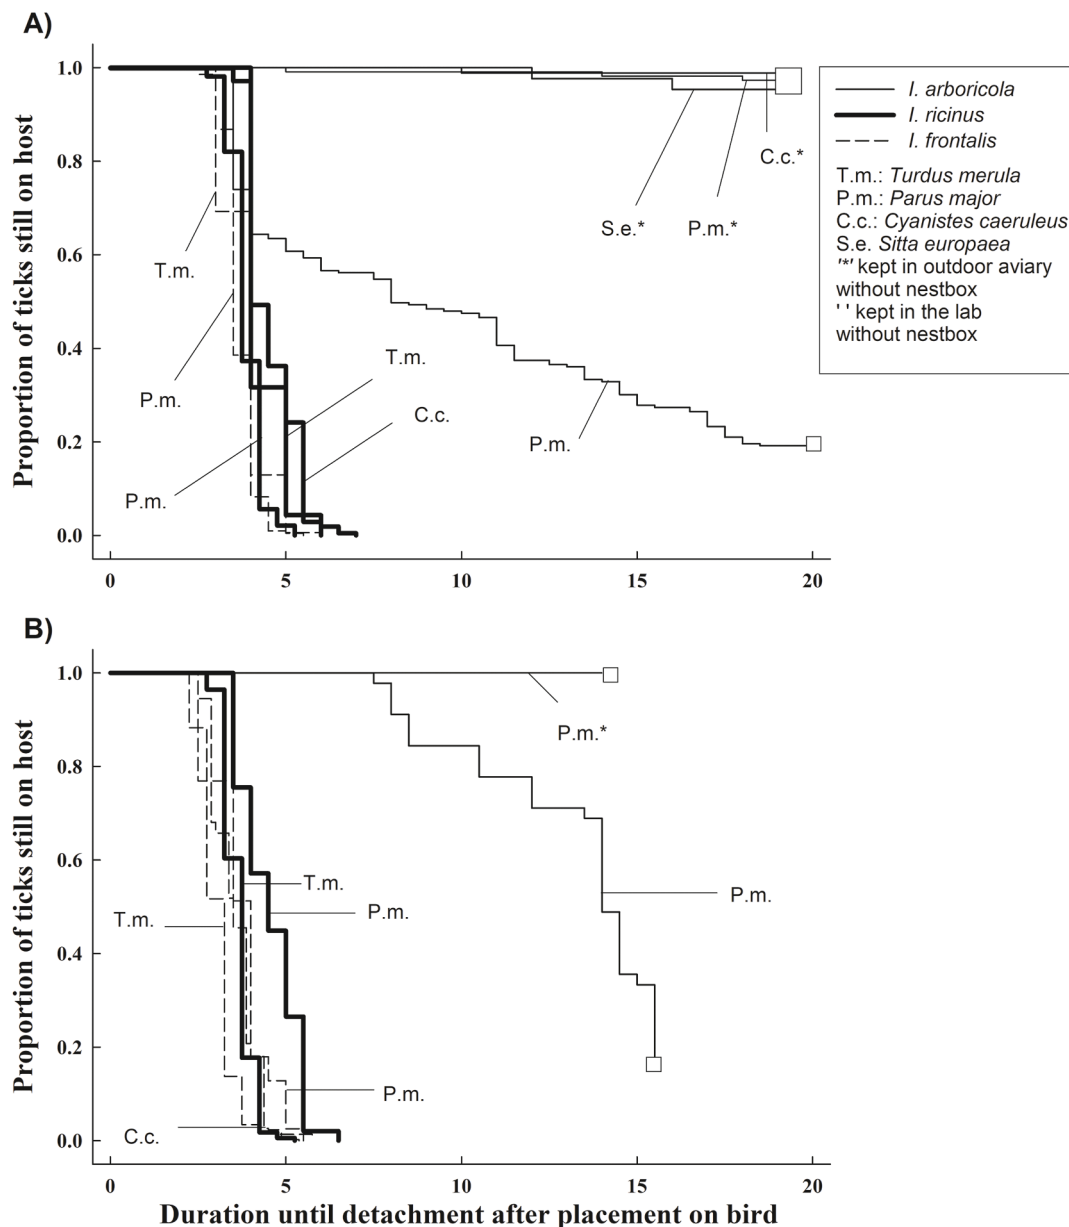 A)
Proportion of ticks still on host
1.0
0.8
0.6
0.4
0.2
0.0
0
5
10
15
20
T.m.
P.m.
P.m.
T.m.
C.c.
P.m.
S.e.*
P.m.*
C.c.*
I. arboricola
I. ricinus
I. frontalis
T.m.: Turdus merula
P.m.: Parus major
C.c.: Cyanistes caeruleus
S.e. Sitta europaea
'*' kept in outdoor aviary
without nestbox
' ' kept in the lab
without nestbox
B)
Proportion of ticks still on host
1.0
0.8
0.6
0.4
0.2
0.0
0
5
10
15
20
P.m.*
T.m.
P.m.
T.m.
P.m.
P.m.
C.c.
Duration until detachment after placement on bird